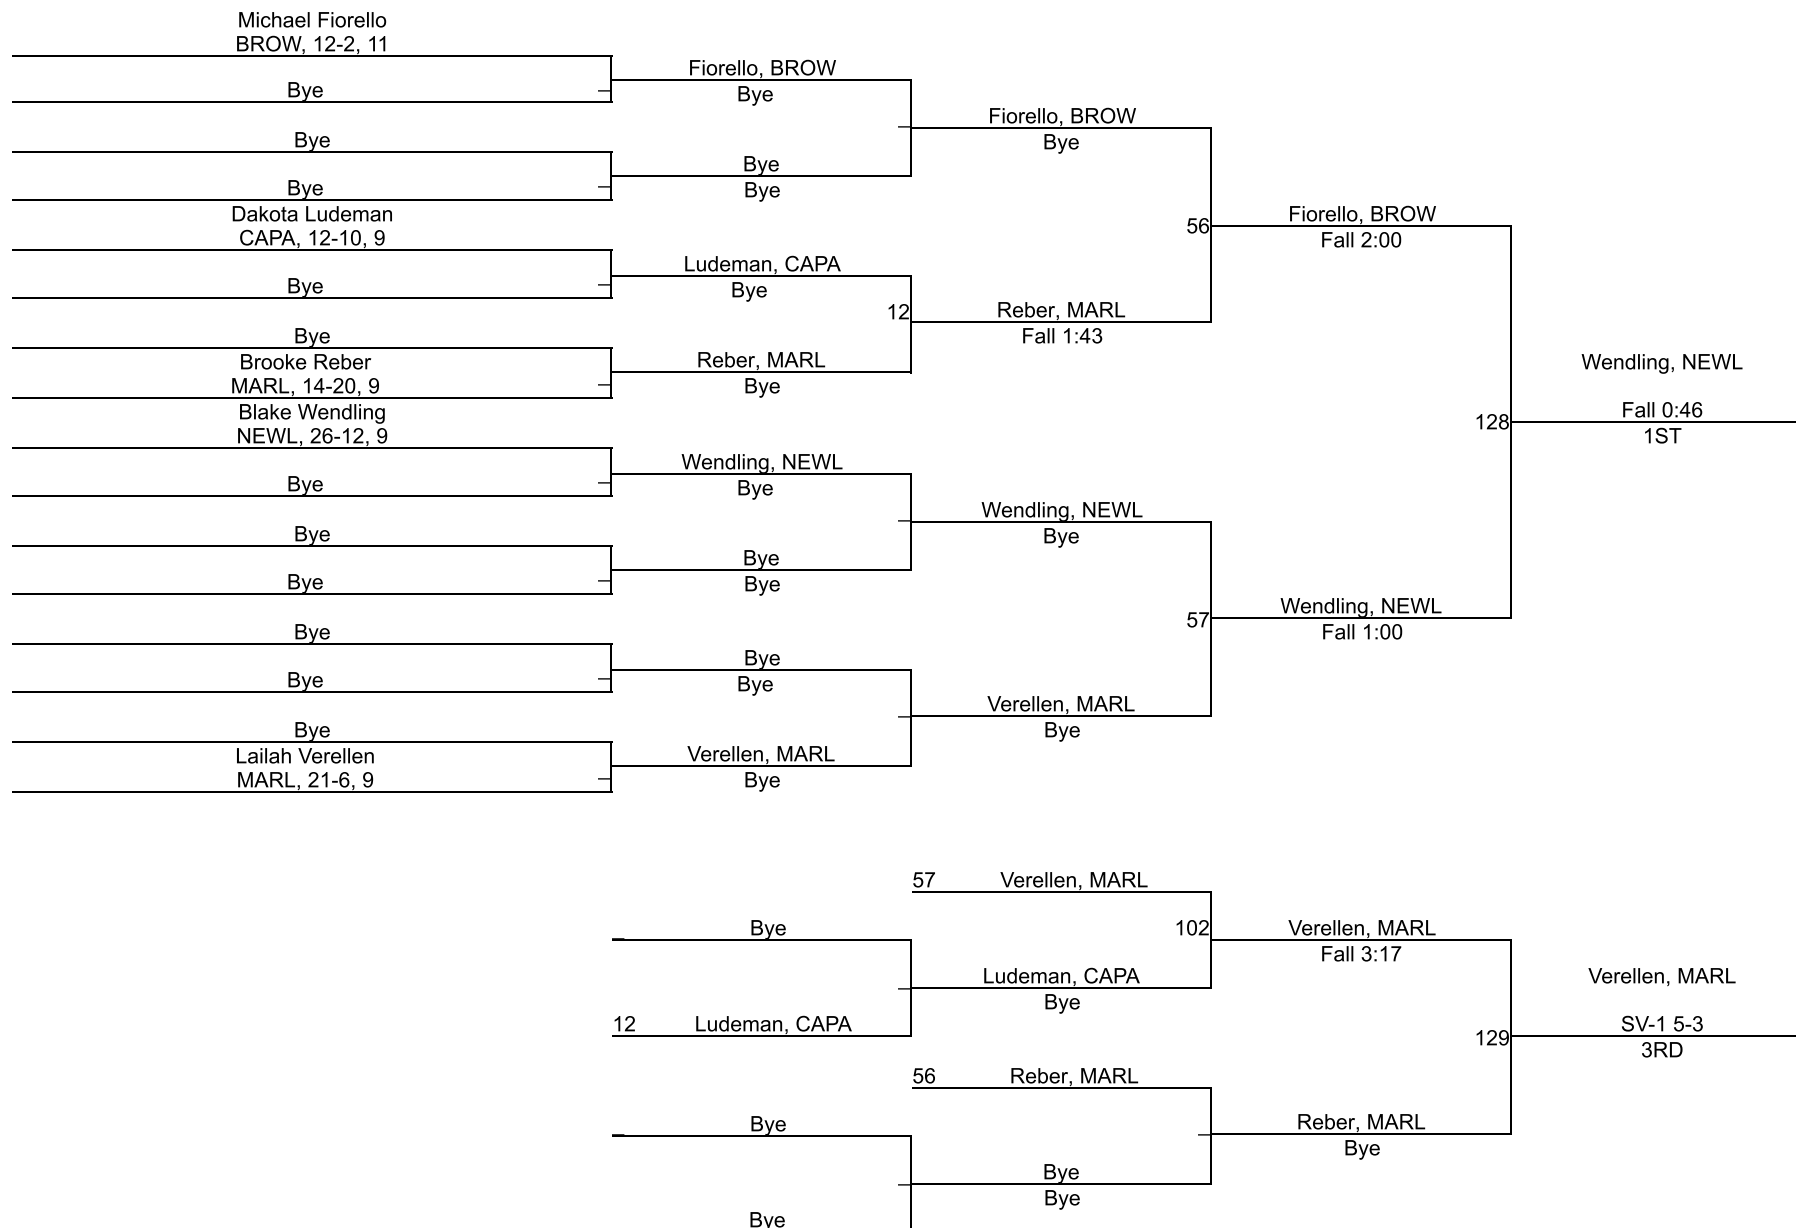 Michael Fiorello
BROW, 12-2, 11
Bye
Bye
Bye
Dakota Ludeman
CAPA, 12-10, 9
Bye
Bye
Brooke Reber
MARL, 14-20, 9
Blake Wendling
NEWL, 26-12, 9
Bye
Bye
Bye
Bye
Bye
Bye
Lailah Verellen
MARL, 21-6, 9
Fiorello, BROW
Bye
Bye
Bye
Ludeman, CAPA
Bye
12
Reber, MARL
Bye
Wendling, NEWL
Bye
Bye
Bye
Bye
Bye
Verellen, MARL
Bye
Fiorello, BROW
Bye
56
Reber, MARL
Fall 1:43
Wendling, NEWL
Bye
57
Verellen, MARL
Bye
Fiorello, BROW
Fall 2:00
128
Wendling, NEWL
Fall 1:00
Wendling, NEWL
Fall 0:46
1ST
Bye
12 Ludeman, CAPA
Bye
Bye
57 Verellen, MARL
102
Ludeman, CAPA
Bye
56 Reber, MARL
Bye
Bye
Verellen, MARL
Fall 3:17
129
Reber, MARL
Bye
Verellen, MARL
SV-1 5-3
3RD